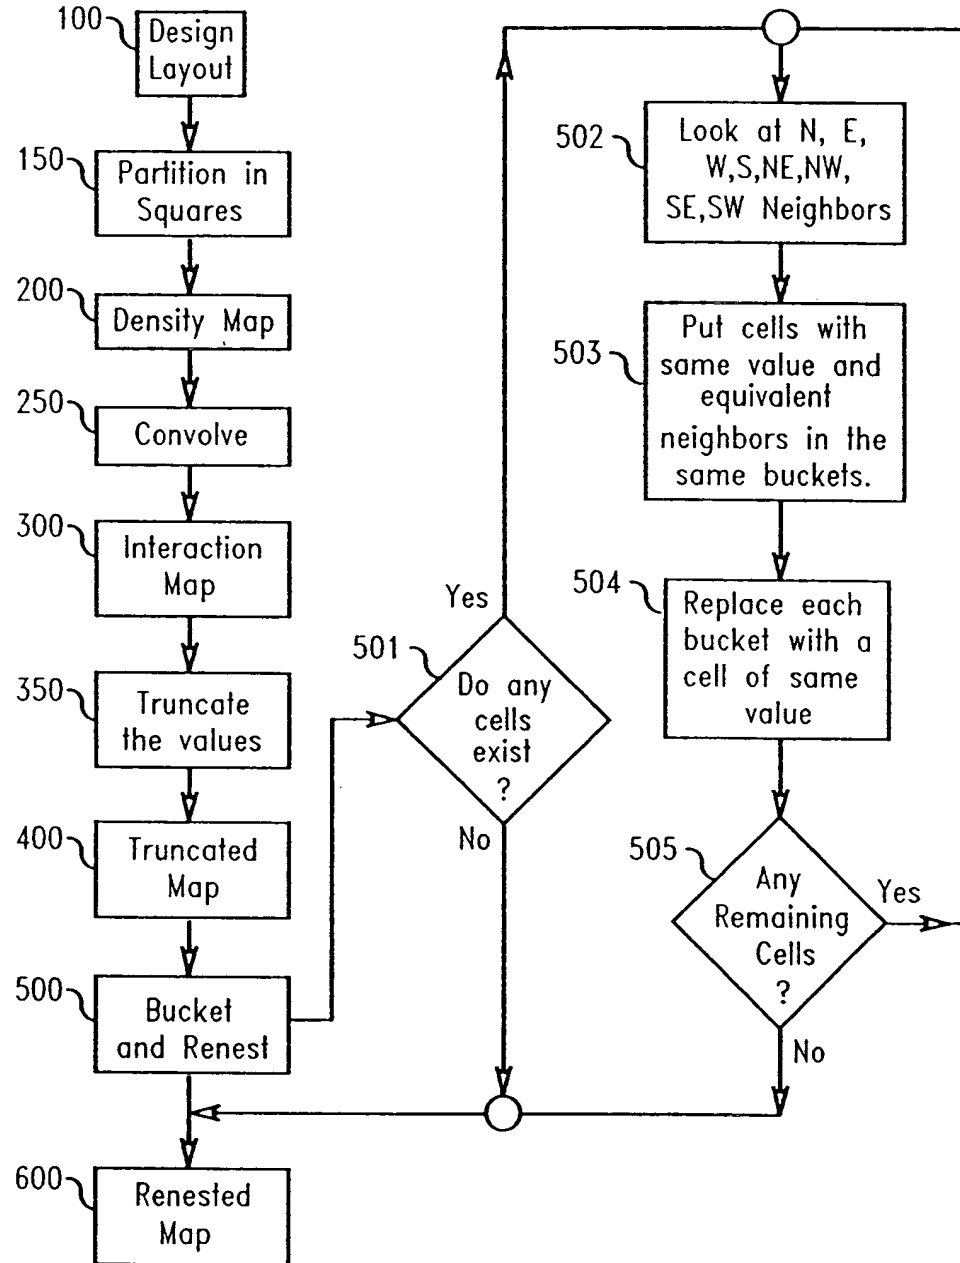 100
Design
Layout
150
Partition in
Squares
200
Density Map
250
Convolve
300
Interaction
Map
350
Truncate
the values
400
Truncated
Map
500
Bucket
and Renest
600
Renested
Map
501
Do any
cells
exist
?
Yes
No
502
Look at N, E,
W,S,NE,NW,
SE,SW Neighbors
503
Put cells with
same value and
equivalent
neighbors in the
same buckets.
504
Replace each
bucket with a
cell of same
value
505
Any
Remaining
Cells
?
Yes
No